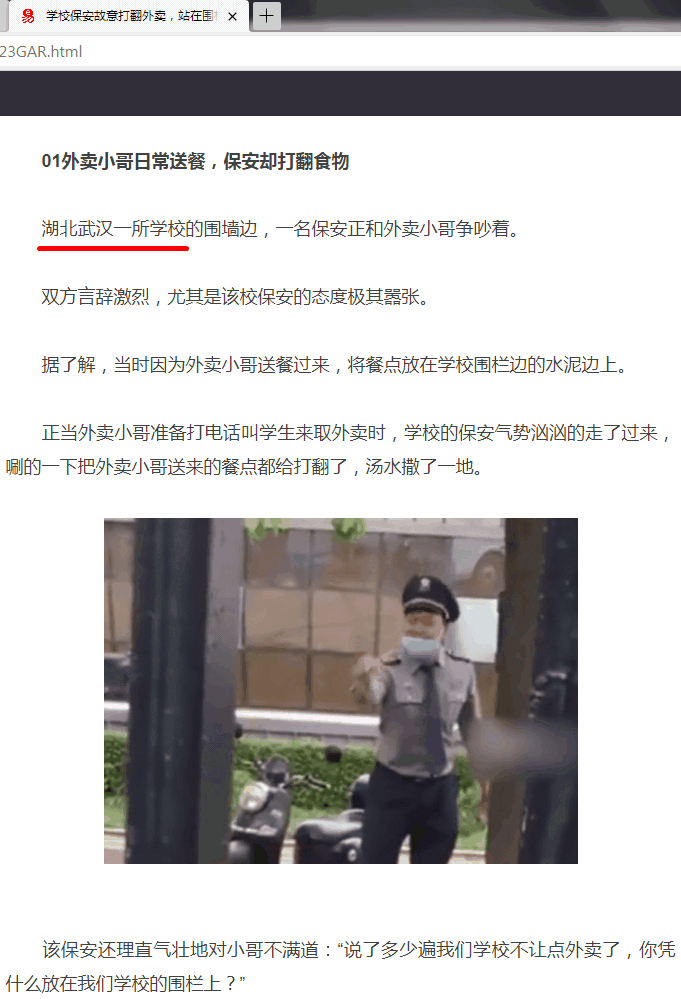 学校保安故意打翻外卖，站在围
23GAR.html
01外卖小哥日常送餐，保安却打翻食物
湖北武汉一所学校的围墙边，一名保安正和外卖小哥争吵着。
双方言辞激烈，尤其是该校保安的态度极其嚣张。
据了解，当时因为外卖小哥送餐过来，将餐点放在学校围栏边的水泥边上。
正当外卖小哥准备打电话叫学生来取外卖时，学校的保安气势汹汹的走了过来，
唰的一下把外卖小哥送来的餐点都给打翻了，汤水撒了一地。
该保安还理直气壮地对小哥不满道：“说了多少遍我们学校不让点外卖了，你凭
什么放在我们学校的围栏上？”